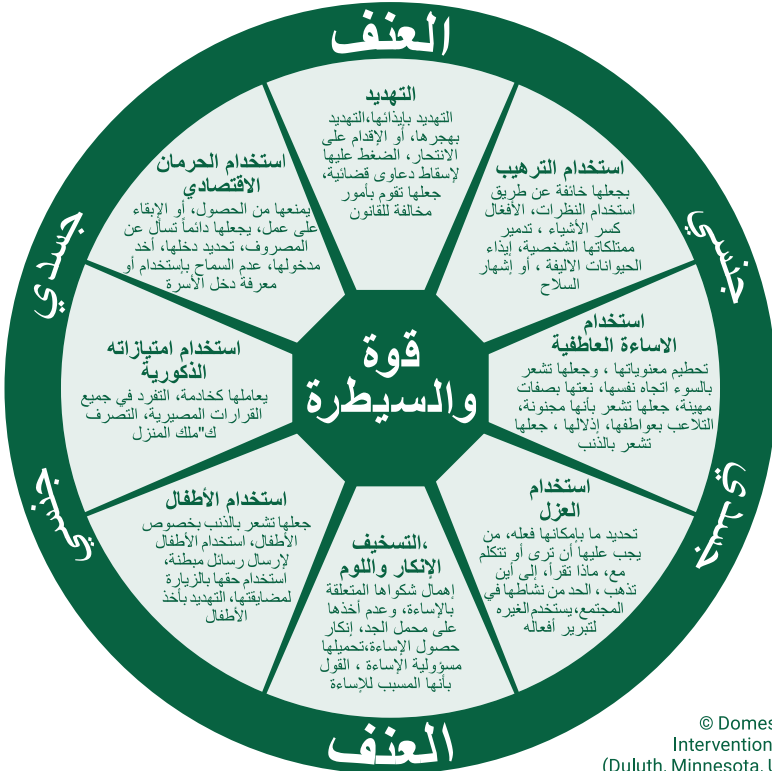 العنف
التهديد
التهديد بإيذائها،التهديد
بهجرها، أو الإقدام على
الانتحار، الضغط عليها
لإسقاط دعاوى قضائية،
جعلها تقوم بأمور
مخالفة للقانون
استخدام الترهيب
بجعلها خائفة عن طريق
استخدام النظرات، الأفغال
كسر الأشياء ، تدمير
ممتلكاتها الشخصية، إيذاء
الحيوانات الاليفة ، أو إشهار
السلاح
جنسي
استخدام
الاساءة العاطفية
تحطيم معنوياتها ، وجعلها تشعر
بالسوء اتجاه نفسها، نعتها بصفات
مهينة، جعلها تشعر بأنها مجنونة،
التلاعب بعواطفها، إذلالها ، جعلها
تشعر بالذنب
جسدي
استخدام
العزل
تحديد ما بإمكانها فعله، من
يجب عليها أن ترى أو تتكلم
مع، ماذا تقرأ، إلى أين
تذهب ، الحد من نشاطها في
المجتمع،يستخدم الغيره
لتبرير أفعاله
،التسخيف
الإنكار واللوم
إهمال شكواها المتعلقة
بالإساءة، وعدم أخذها
على محمل الجد، إنكار
حصول الإساءة،تحميلها
مسؤولية الإساءة ، القول
بأنها المسبب للإساءة
العنف
استخدام الأطفال
جعلها تشعر بالذنب بخصوص
الأطفال، استخدام الأطفال
لإرسال رسائل مبطنة،
استخدام حقها بالزيارة
لمضايقتها، التهديد بأخذ
الأطفال
جنسي
استخدام امتيازاته
الذكورية
يعاملها كخادمة، التفرد في جميع
القرارات المصيرية، التصرف
ك"ملك المنزل
جسدي
استخدام الحرمان
الاقتصادي
يمنعها من الحصول، أو الإبقاء
على عمل، يجعلها دائماً تسأل عن
المصروف، تحديد دخلها، أخد
مدخولها، عدم السماح بإستخدام أو
معرفة دخل الأسرة
قوة
والسيطرة
© Domes
Intervention
(Duluth, Minnesota, U